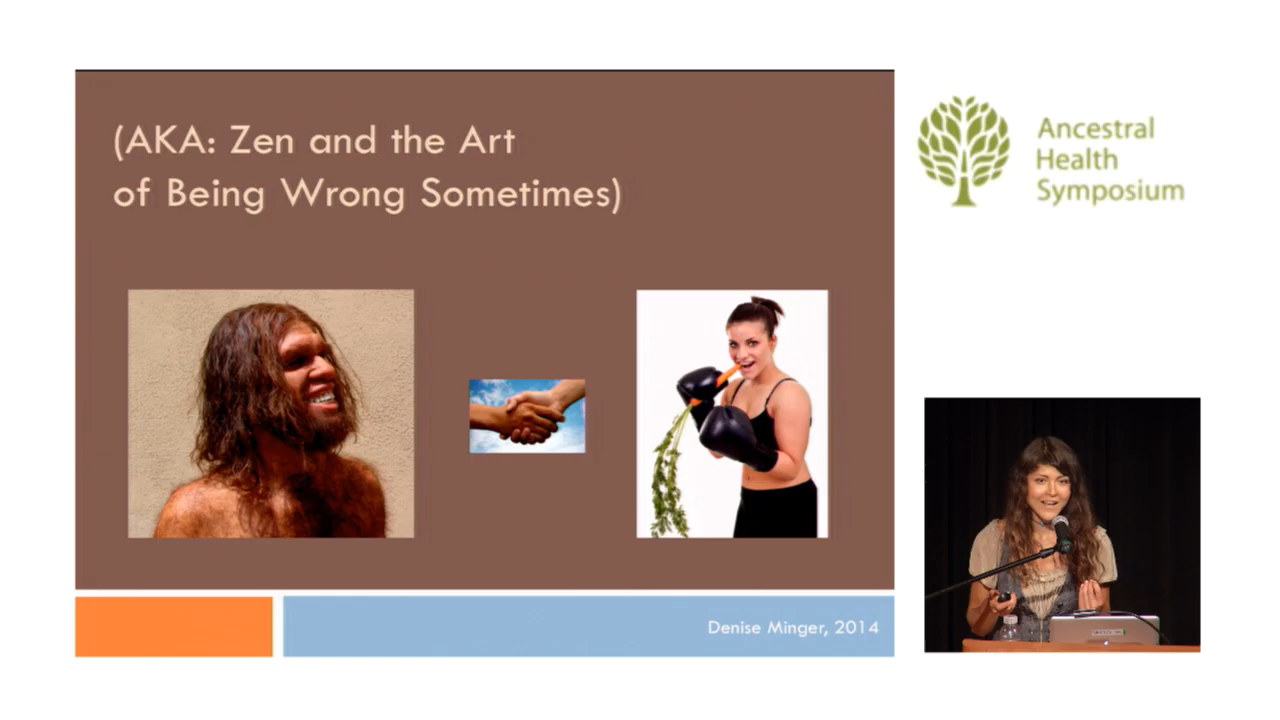 (AKA: Zen and the Art
of Being Wrong Sometimes)
Ancestral
Health
Symposium
Denise Minger, 2014